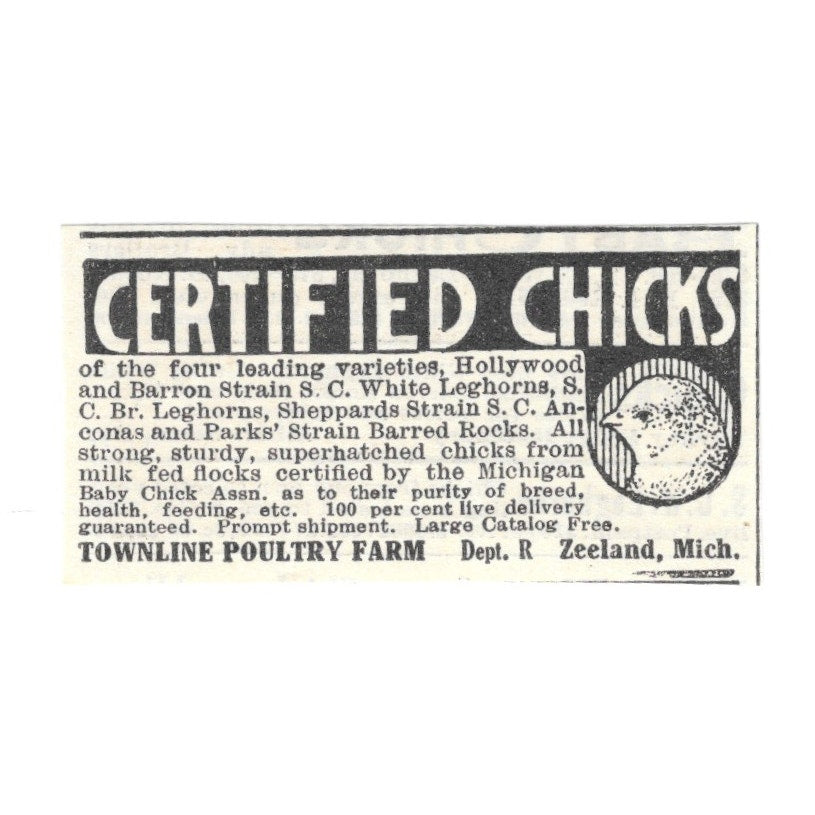 CERTIFIED CHICKS
of the four leading varieties, Hollywood
and Barron Strain S. C. White Leghorns, S.
C. Br. Leghorns, Sheppards Strain S. C. An-
conas and Parks' Strain Barred Rocks. All
strong, sturdy, superhatched chicks from
milk fed flocks certified by the Michigan
Baby Chick Assn. as to their purity of breed,
health, feeding, etc. 100 per cent live delivery
guaranteed. Prompt shipment. Large Catalog Free.
TOWNLINE POULTRY FARM Dept. R Zeeland, Mich.